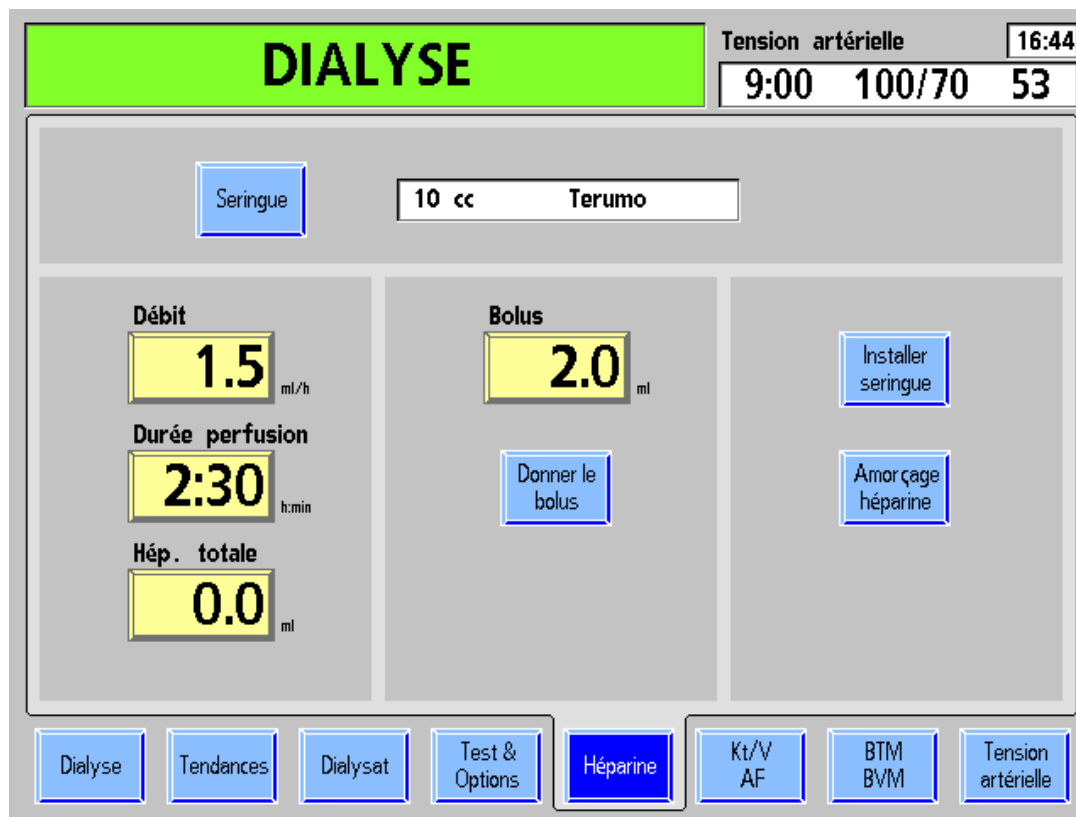 DIALYSE
Tension artérielle 16:44
9:00 100/70 53
Seringue
10 cc Terumo
Débit
1.5 ml/h
Durée perfusion
2:30 h:min
Hép. totale
0.0 ml
Bolus
2.0 ml
Donner le
bolus
Installer
seringue
Amorçage
héparine
Dialyse
Tendances
Dialysat
Test &
Options
Héparine
Kt/V
AF
BTM
BVM
Tension
artérielle